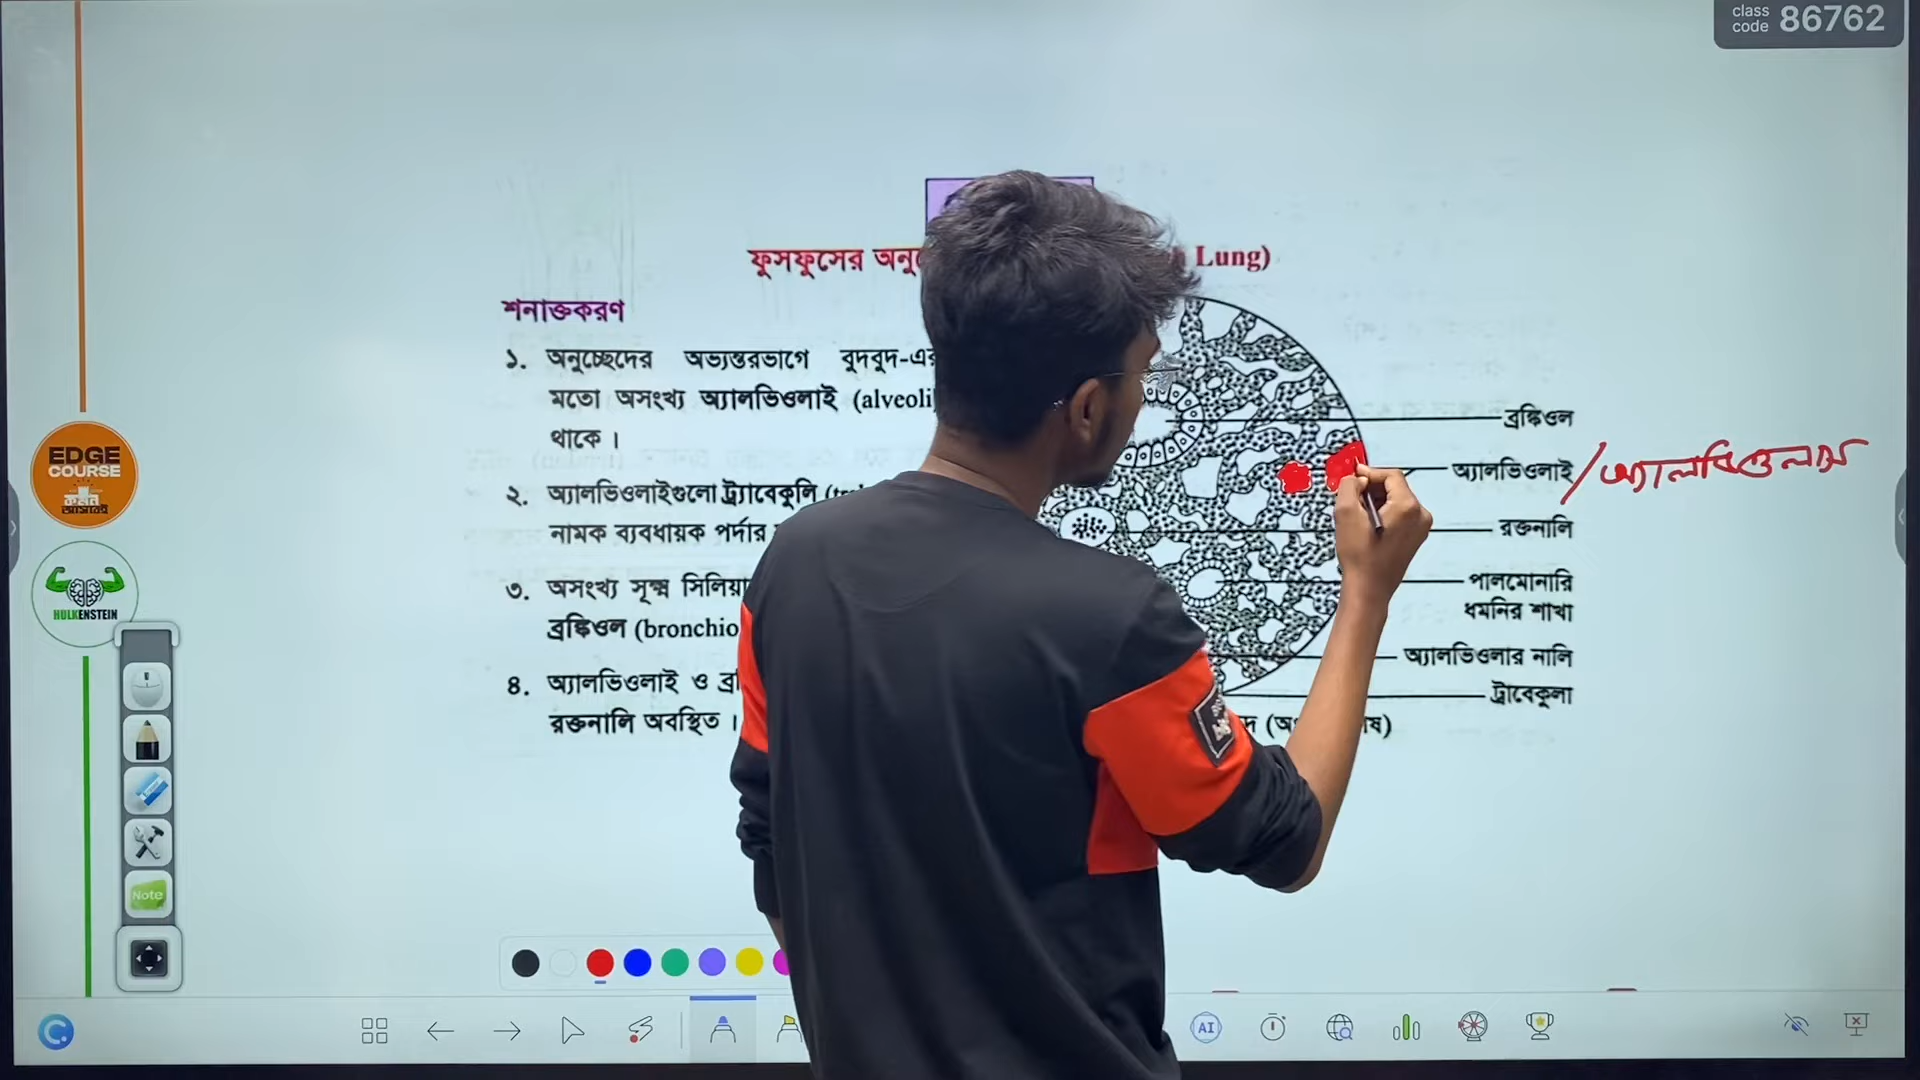 class code 86762
ফুসফুসের Lung)
শনাক্তকরণ
১. অনুচ্ছেদের অভ্যন্তরভাগে বুদবুদ-এর
মতো অসংখ্য অ্যালভিওলাই (alveoli)
থাকে ।
২. অ্যালভিওলাইগুলো ট্র্যাবেকুলি
নামক ব্যবধায়ক পর্দার
৩. অসংখ্য সূক্ষ্ম
ব্রঙ্কিওল
৪. অ্যালভিওলাই ও
রক্তনালি অবস্থিত ।
ব্রঙ্কিওল
অ্যালভিওলাই / অ্যালবিওলাস
রক্তনালি
পালমোনারি
ধমনির শাখা
অ্যালভিওলার নালি
ট্রাবেকুলা
EDGE
COURSE
HULKENSTEIN
Note
AI